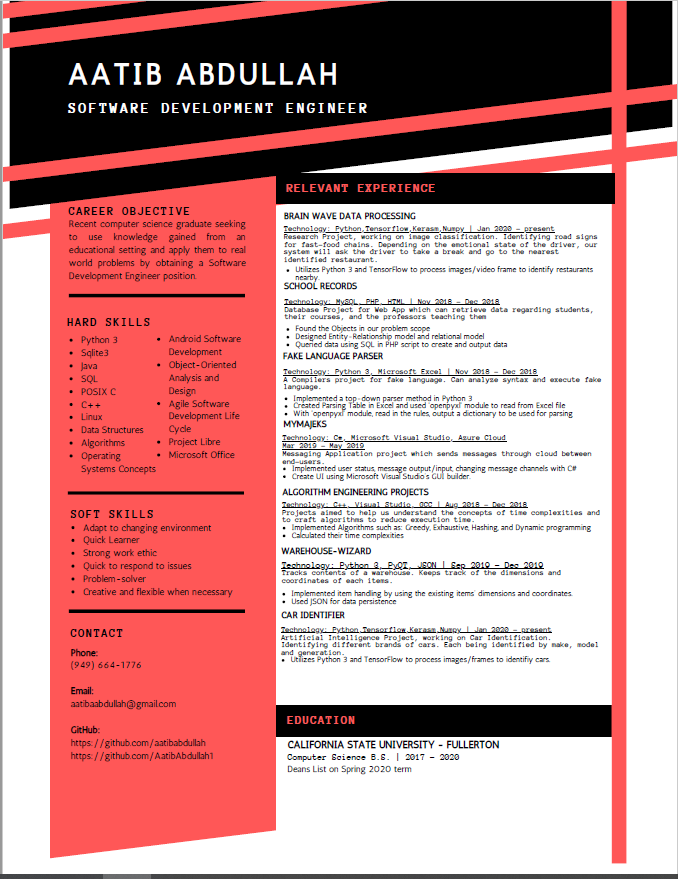 AATIB ABDULLAH
SOFTWARE DEVELOPMENT ENGINEER
CAREER OBJECTIVE
Recent computer science graduate seeking
to use knowledge gained from an
educational setting and apply them to real
world problems by obtaining a Software
Development Engineer position.
HARD SKILLS
• Python 3
• Sqlite3
• Java
• SQL
• POSIX C
• C++
• Linux
• Data Structures
• Algorithms
• Operating
Systems Concepts
• Android Software
Development
• Object-Oriented
Analysis and
Design
• Agile Software
Development Life
Cycle
• Project Libre
• Microsoft Office
SOFT SKILLS
• Adapt to changing environment
• Quick Learner
• Strong work ethic
• Quick to respond to issues
• Problem-solver
• Creative and flexible when necessary
CONTACT
Phone:
(949) 664-1776
Email:
aatibaabdullah@gmail.com
GitHub:
https://github.com/aatibabdullah
https://github.com/AatibAbdullah1
RELEVANT EXPERIENCE
BRAIN WAVE DATA PROCESSING
Technology: Python,Tensorflow,Kerasm,Numpy | Jan 2020 - present
Research Project, working on image classification. Identifying road signs
for fast-food chains. Depending on the emotional state of the driver, our
system will ask the driver to take a break and go to the nearest
identified restaurant.
• Utilizes Python 3 and TensorFlow to process images/video frame to identify restaurants
nearby.
SCHOOL RECORDS
Technology: MySQL, PHP, HTML | Nov 2018 - Dec 2018
Database Project for Web App which can retrieve data regarding students,
their courses, and the professors teaching them
• Found the Objects in our problem scope
• Designed Entity-Relationship model and relational model
• Queried data using SQL in PHP script to create and output data
FAKE LANGUAGE PARSER
Technology: Python 3, Microsoft Excel | Nov 2018 - Dec 2018
A Compilers project for fake language. Can analyze syntax and execute fake
language.
• Implemented a top-down parser method in Python 3
• Created Parsing Table in Excel and used 'openpyxl' module to read from Excel file
• With 'openpyxl' module, read in the rules, output a dictionary to be used for parsing
MYMAJEKS
Technology: C#, Microsoft Visual Studio, Azure Cloud
Mar 2019 - May 2019
Messaging Application project which sends messages through cloud between
end-users.
• Implemented user status, message output/input, changing message channels with C#
• Create UI using Microsoft Visual Studio's GUI builder.
ALGORITHM ENGINEERING PROJECTS
Technology: C++, Visual Studio, GCC | Aug 2018 - Dec 2018
Projects aimed to help us understand the concepts of time complexities and
to craft algorithms to reduce execution time.
• Implemented Algorithms such as: Greedy, Exhaustive, Hashing, and Dynamic programming
• Calculated their time complexities
WAREHOUSE-WIZARD
Technology: Python 3, PyQT, JSON | Sep 2019 - Dec 2019
Tracks contents of a warehouse. Keeps track of the dimensions and
coordinates of each items.
• Implemented item handling by using the existing items' dimensions and coordinates.
• Used JSON for data persistence
CAR IDENTIFIER
Technology: Python,Tensorflow,Kerasm,Numpy | Jan 2020 - present
Artificial Intelligence Project, working on Car Identification.
Identifying different brands of cars. Each being identified by make, model
and generation.
• Utilizes Python 3 and TensorFlow to process images/frames to identifiy cars.
EDUCATION
CALIFORNIA STATE UNIVERSITY - FULLERTON
Computer Science B.S. | 2017 - 2020
Deans List on Spring 2020 term